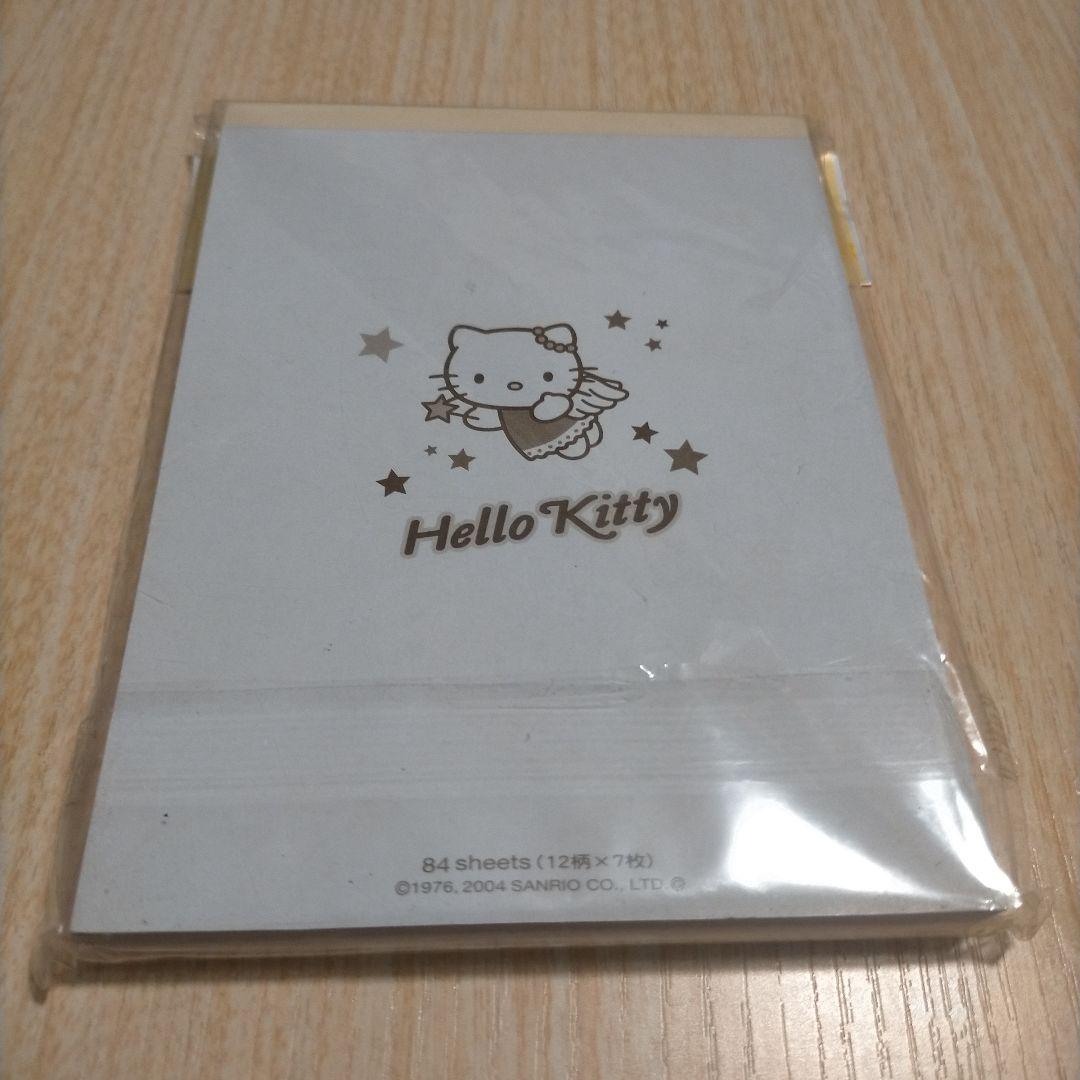 Hello Kitty
84 sheets (12柄×7枚)
©1976, 2004 SANRIO CO., LTD.